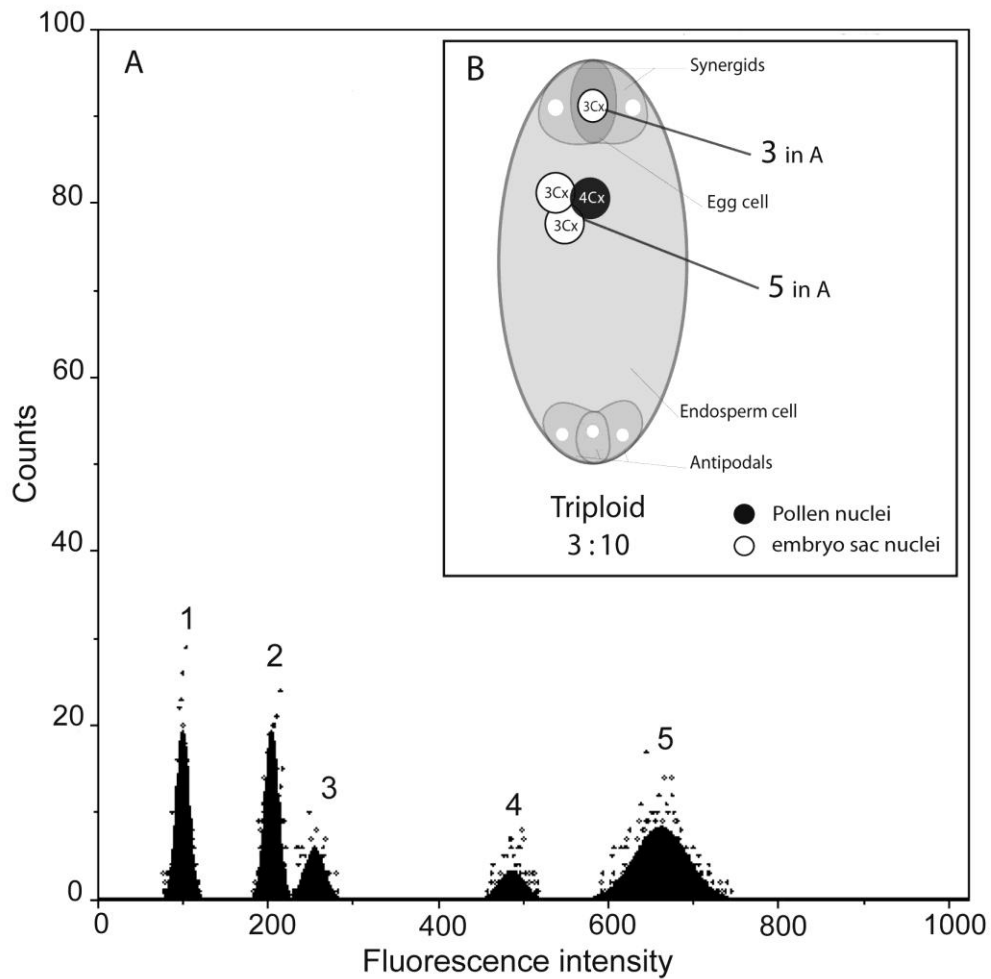 A
B
Synergids
3Cx
3 in A
Egg cell
3Cx
4Cx
3Cx
5 in A
Endosperm cell
Antipodals
Triploid
3 : 10
Pollen nuclei
embryo sac nuclei
Counts
100
80
60
40
20
0
1
2
3
4
5
0
200
400
600
800
1000
Fluorescence intensity